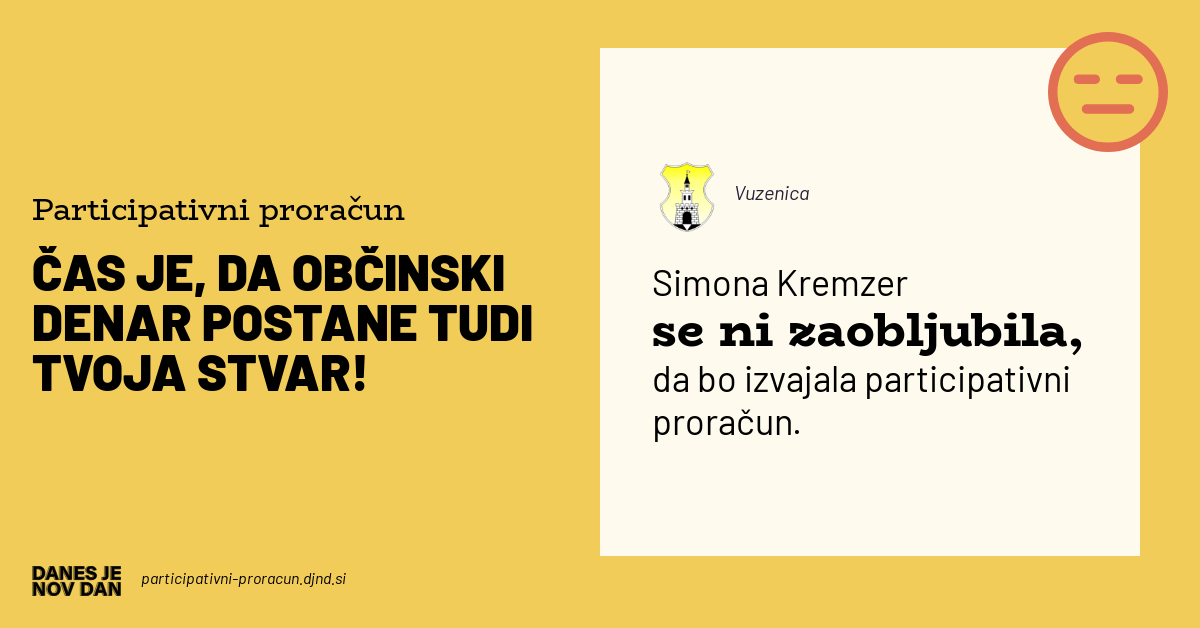 Participativni proračun
ČAS JE, DA OBČINSKI
DENAR POSTANE TUDI
TVOJA STVAR!
DANES JE
NOV DAN
participativni-proracun.djnd.si
Vuzenica
Simona Kremzer
se ni zaobljubila,
da bo izvajala participativni
proračun.